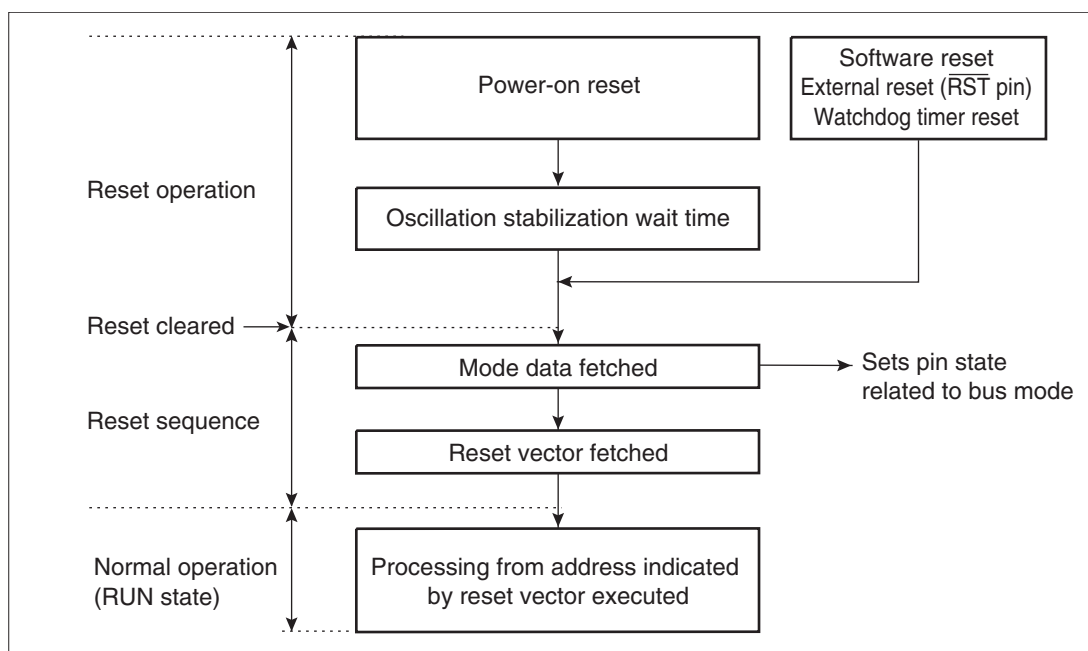 Power-on reset
Software reset
External reset (R̅S̅T̅ pin)
Watchdog timer reset
Reset operation
Oscillation stabilization wait time
Reset cleared
Mode data fetched
Sets pin state
related to bus mode
Reset sequence
Reset vector fetched
Normal operation
(RUN state)
Processing from address indicated
by reset vector executed